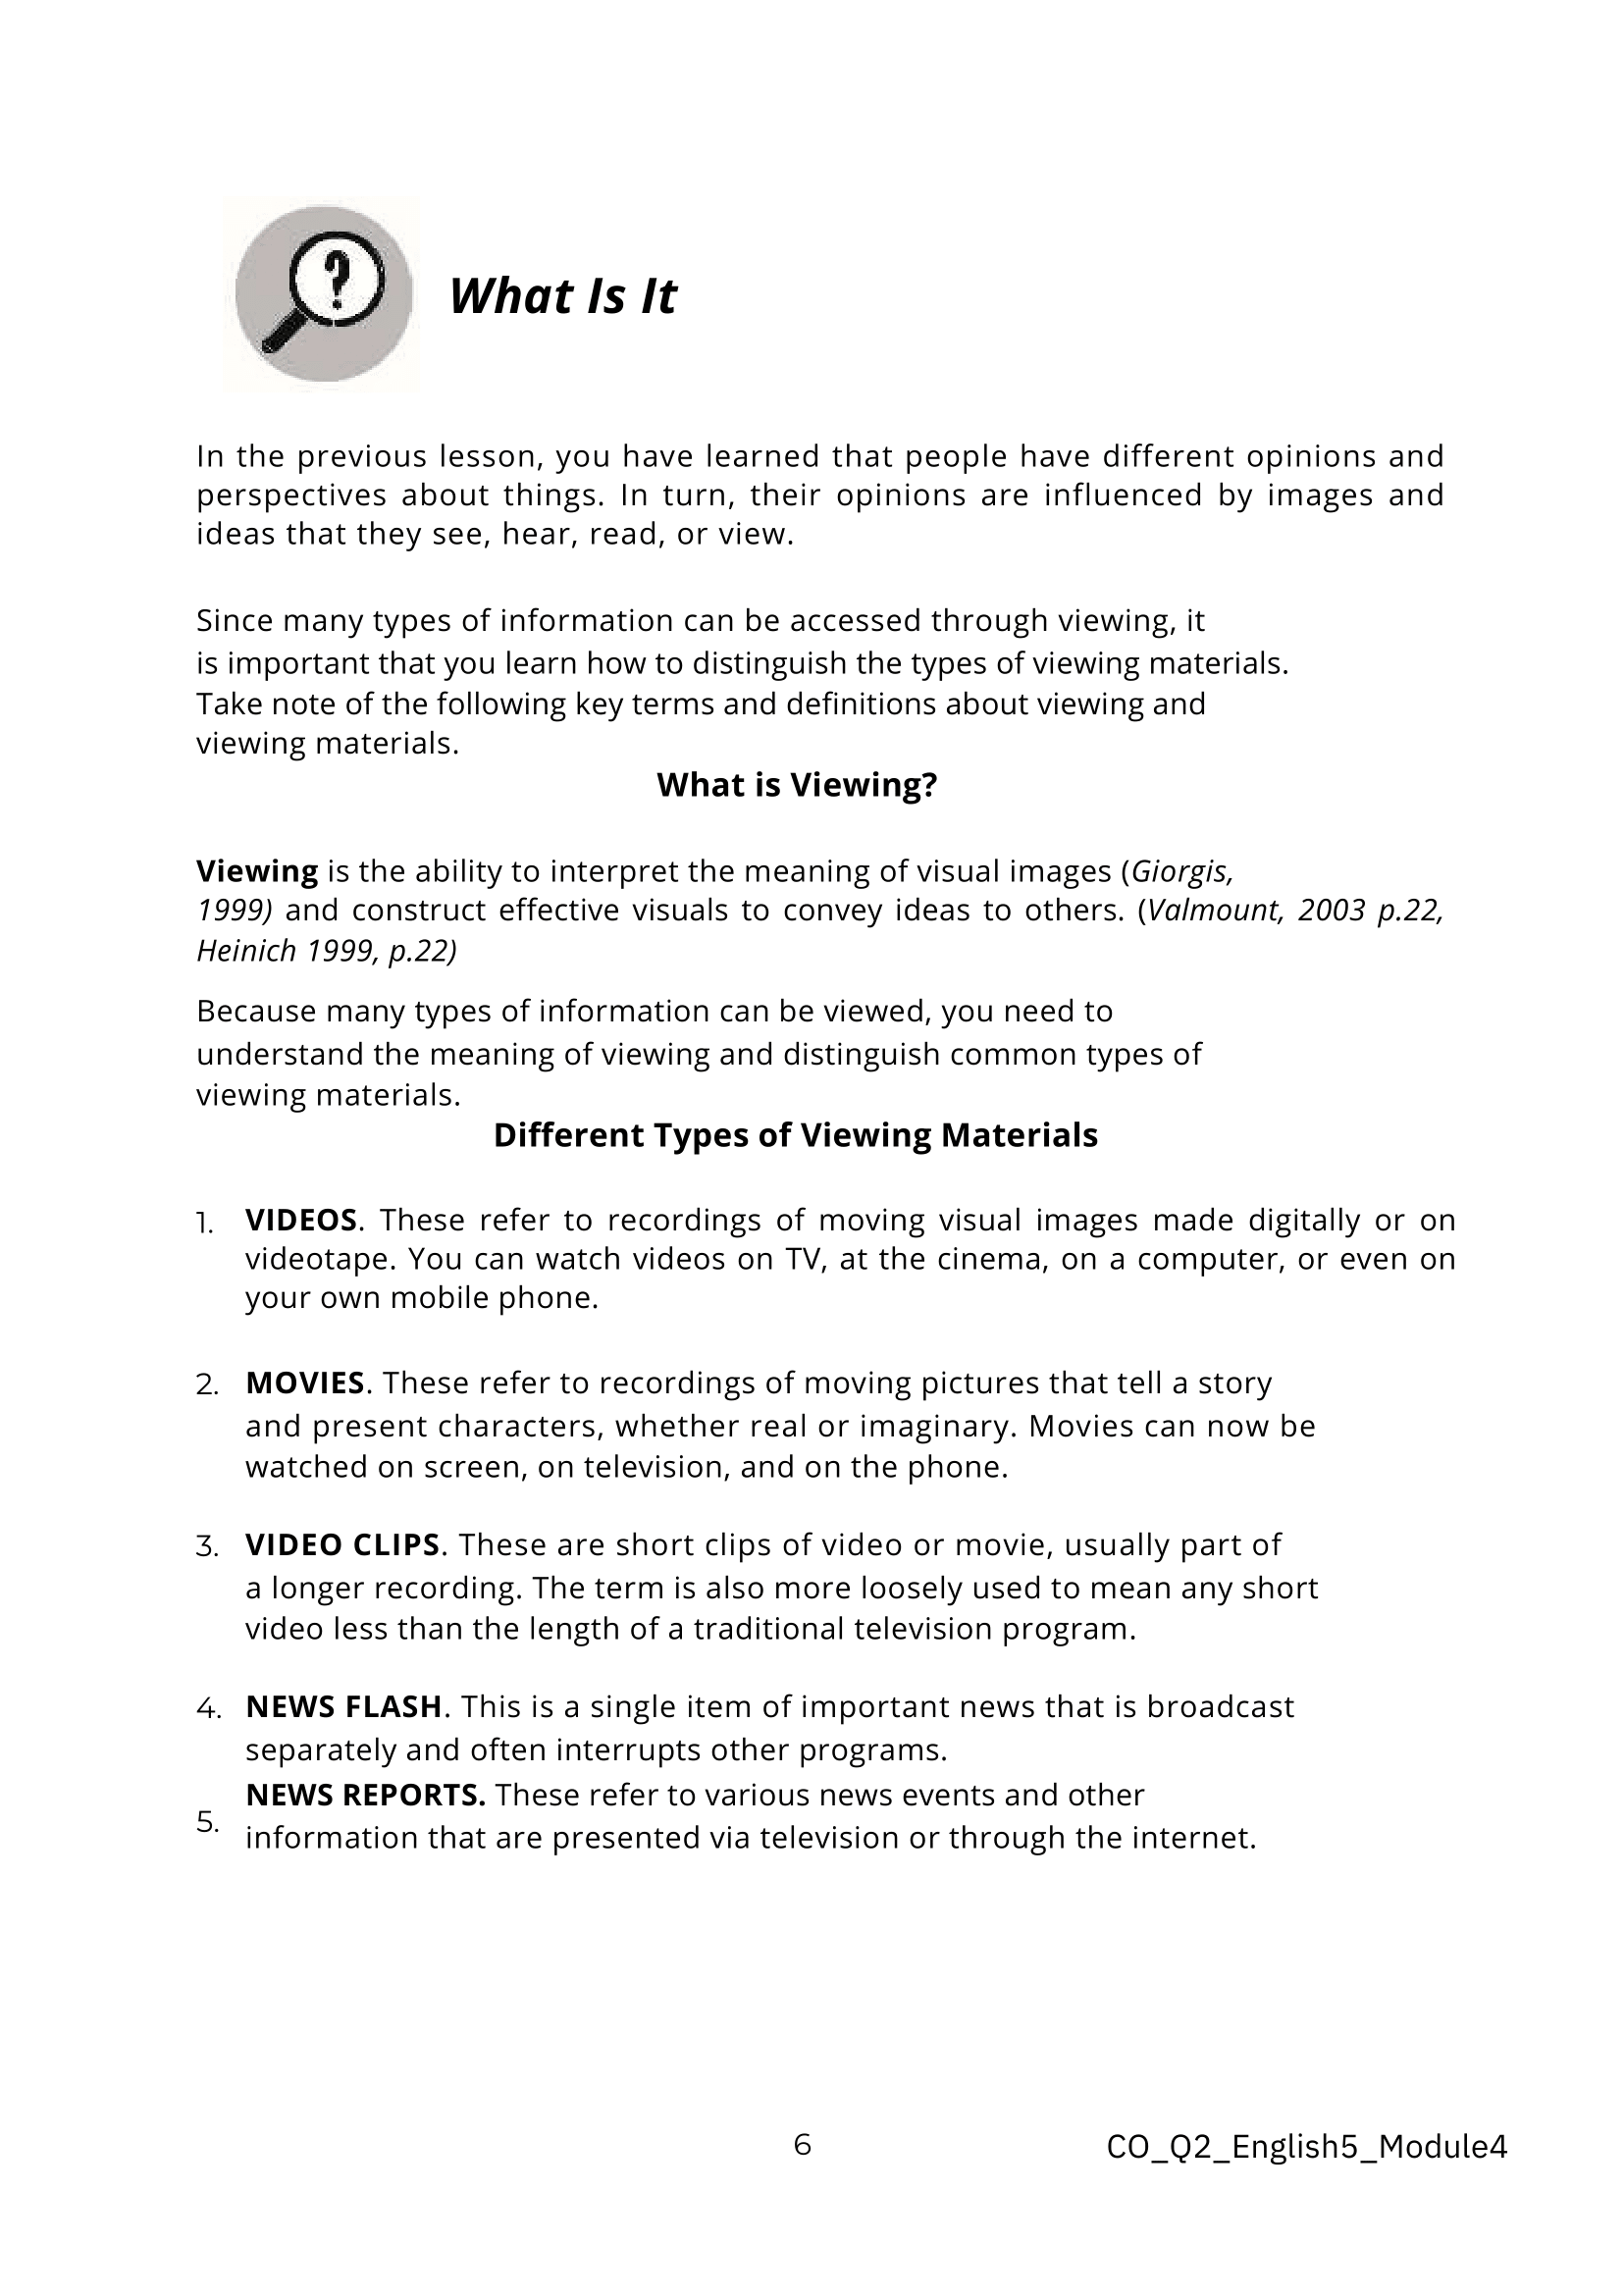 ?
What Is It
In the previous lesson, you have learned that people have different opinions and
perspectives about things. In turn, their opinions are influenced by images and
ideas that they see, hear, read, or view.
Since many types of information can be accessed through viewing, it
is important that you learn how to distinguish the types of viewing materials.
Take note of the following key terms and definitions about viewing and
viewing materials.
What is Viewing?
Viewing is the ability to interpret the meaning of visual images (Giorgis,
1999) and construct effective visuals to convey ideas to others. (Valmount, 2003 p.22,
Heinich 1999, p.22)
Because many types of information can be viewed, you need to
understand the meaning of viewing and distinguish common types of
viewing materials.
Different Types of Viewing Materials
1. VIDEOS. These refer to recordings of moving visual images made digitally or on
videotape. You can watch videos on TV, at the cinema, on a computer, or even on
your own mobile phone.
2. MOVIES. These refer to recordings of moving pictures that tell a story
and present characters, whether real or imaginary. Movies can now be
watched on screen, on television, and on the phone.
3. VIDEO CLIPS. These are short clips of video or movie, usually part of
a longer recording. The term is also more loosely used to mean any short
video less than the length of a traditional television program.
4. NEWS FLASH. This is a single item of important news that is broadcast
separately and often interrupts other programs.
5. NEWS REPORTS. These refer to various news events and other
information that are presented via television or through the internet.
6
CO_Q2_English5_Module4